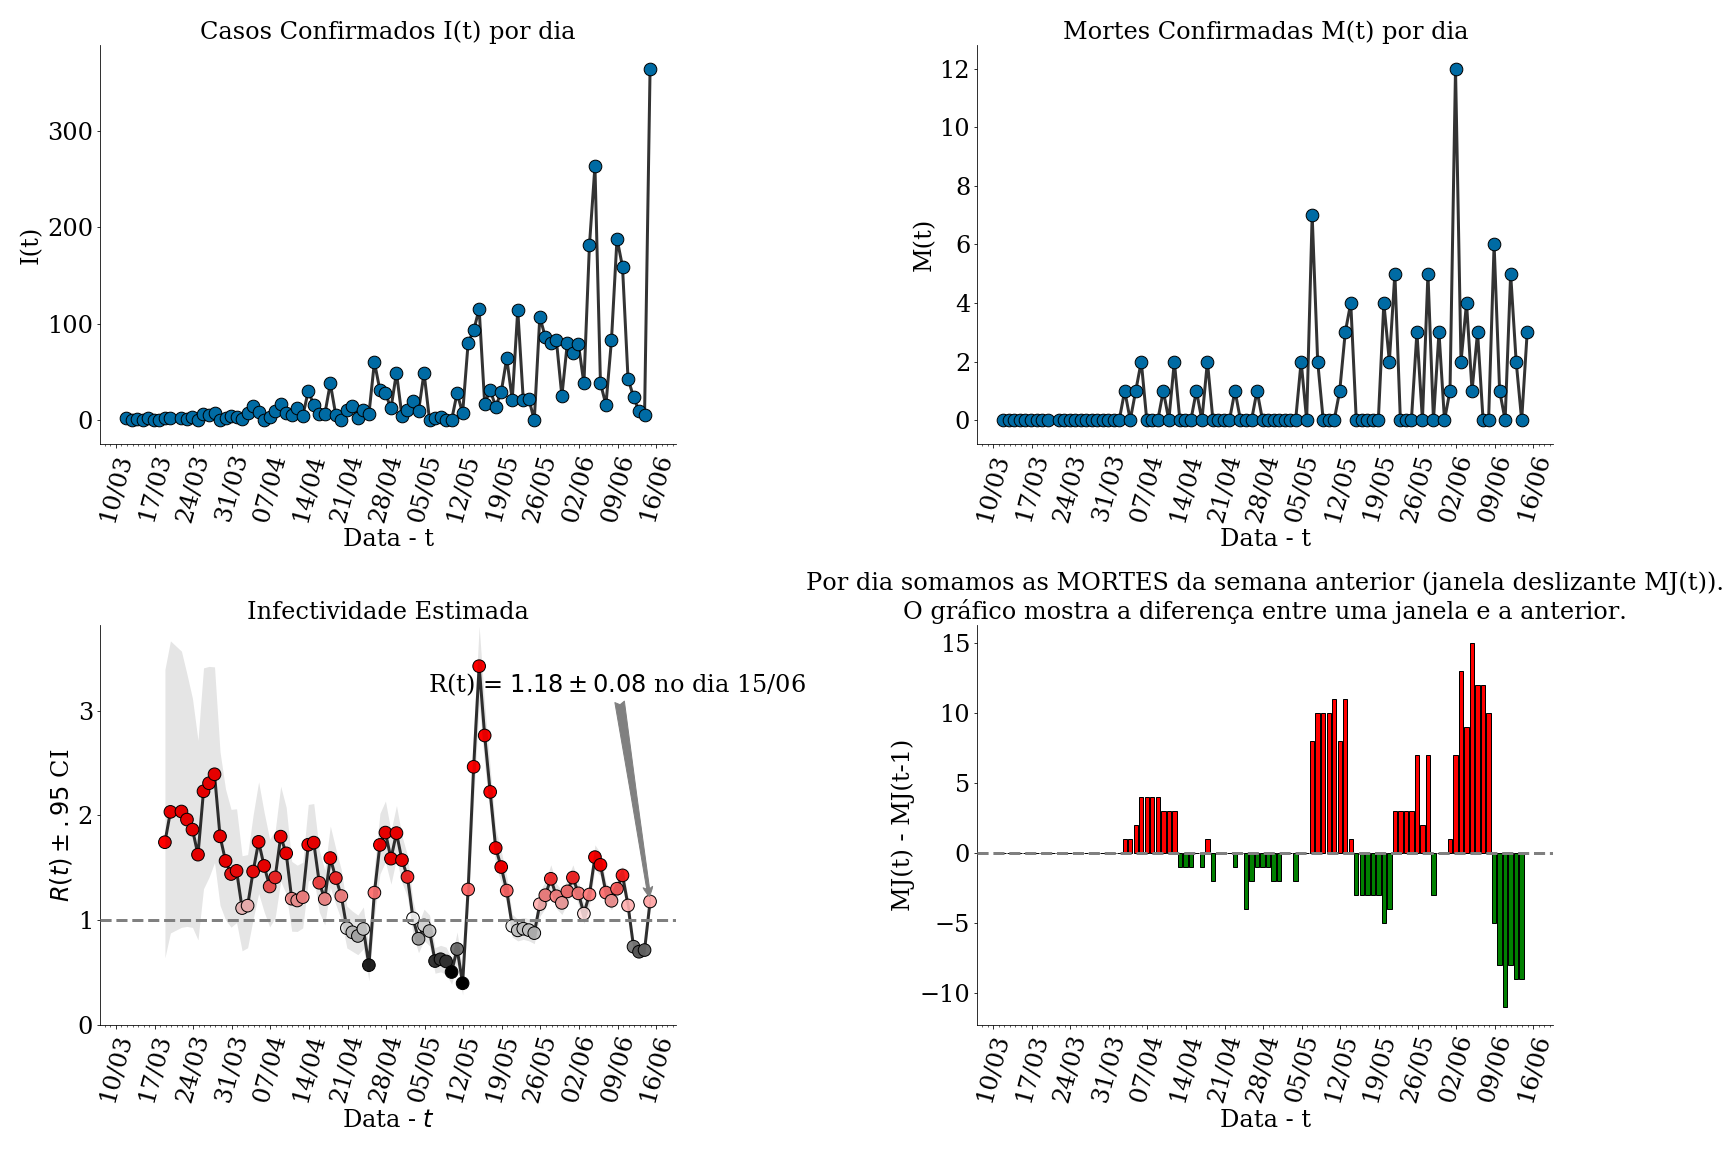 Casos Confirmados I(t) por dia
I(t)
300
200
100
0
10/03 17/03 24/03 31/03 07/04 14/04 21/04 28/04 05/05 12/05 19/05 26/05 02/06 09/06 16/06
Data - t
Mortes Confirmadas M(t) por dia
M(t)
12
10
8
6
4
2
0
10/03 17/03 24/03 31/03 07/04 14/04 21/04 28/04 05/05 12/05 19/05 26/05 02/06 09/06 16/06
Data - t
Infectividade Estimada
R(t) ± .95 CI
R(t) = 1.18 ± 0.08 no dia 15/06
3
2
1
0
10/03 17/03 24/03 31/03 07/04 14/04 21/04 28/04 05/05 12/05 19/05 26/05 02/06 09/06 16/06
Data - t
Por dia somamos as MORTES da semana anterior (janela deslizante MJ(t)).
O gráfico mostra a diferença entre uma janela e a anterior.
MJ(t) - MJ(t-1)
15
10
5
0
−5
−10
10/03 17/03 24/03 31/03 07/04 14/04 21/04 28/04 05/05 12/05 19/05 26/05 02/06 09/06 16/06
Data - t